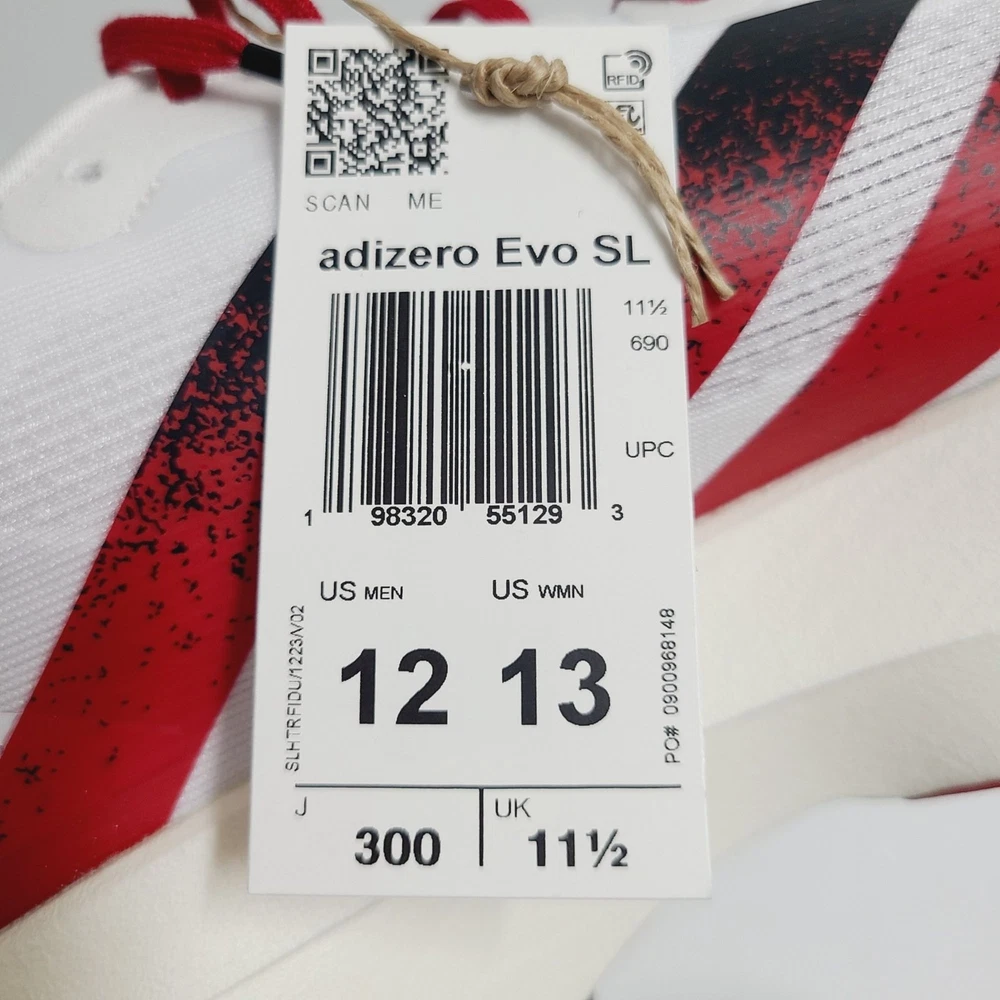 RFID
SCAN ME
adizero Evo SL
11½
690
UPC
1 98320 55129 3
US MEN US WMN
12 13
SLHTRFIDU/1223/V02
PO# 0900968148
J 300 UK 11½